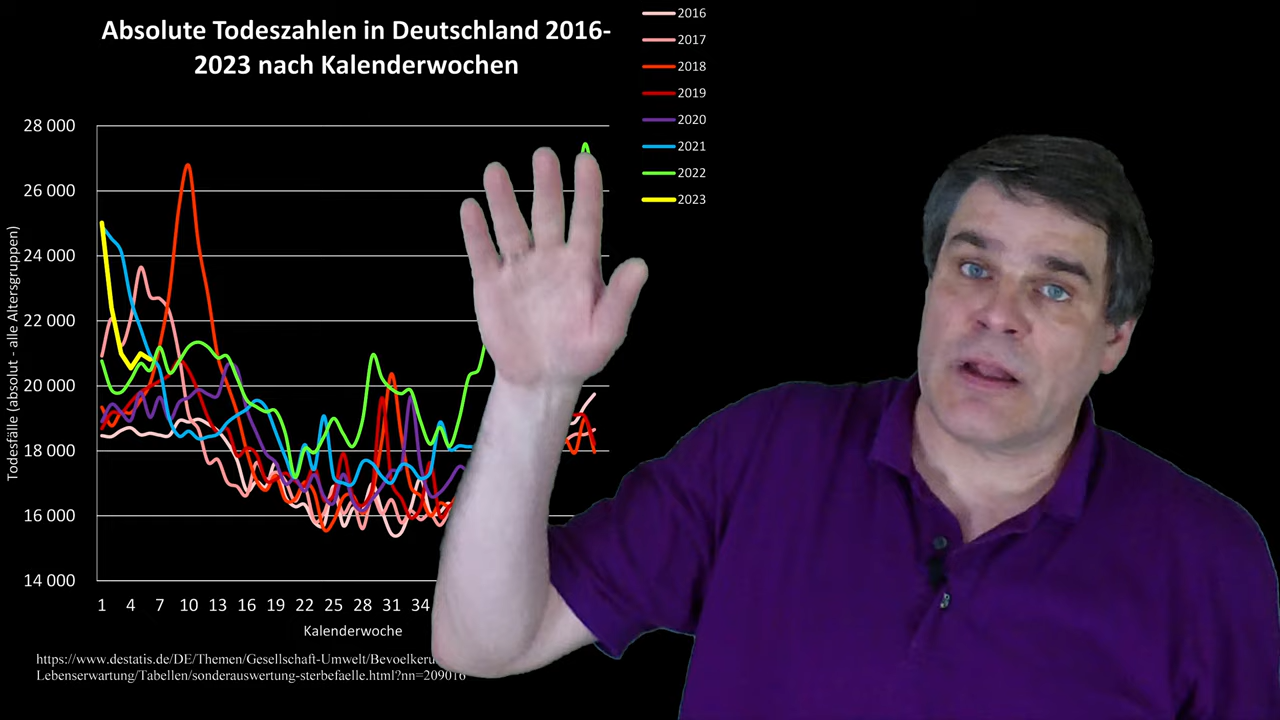 Absolute Todeszahlen in Deutschland 2016-
2023 nach Kalenderwochen
2016
2017
2018
2019
2020
2021
2022
2023
Todesfälle (absolut - alle Altersgruppen)
28 000
26 000
24 000
22 000
20 000
18 000
16 000
14 000
1 4 7 10 13 16 19 22 25 28 31 34
Kalenderwoche
https://www.destatis.de/DE/Themen/Gesellschaft-Umwelt/Bevoelkeru
Lebenserwartung/Tabellen/sonderauswertung-sterbefaelle.html?nn=209016